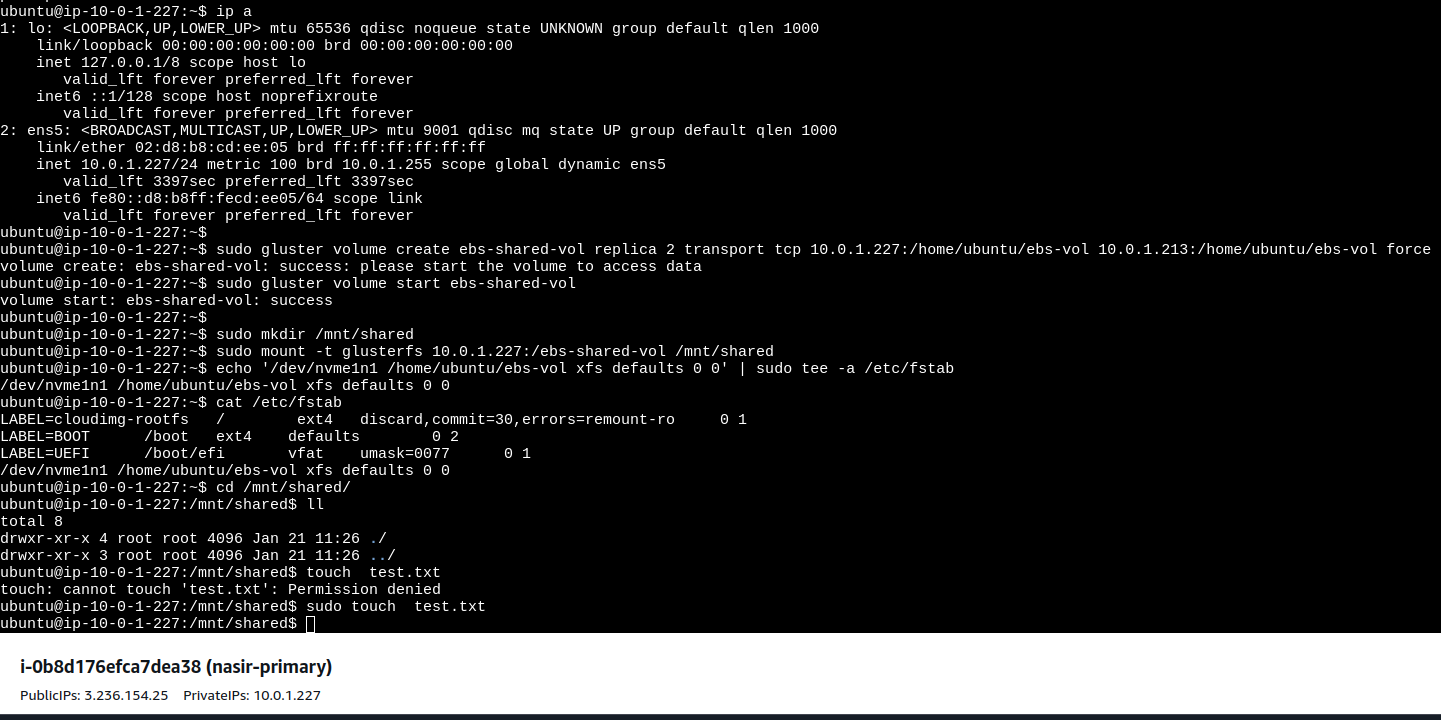 ubuntu@ip-10-0-1-227:~$ ip a
1: lo: <LOOPBACK,UP,LOWER_UP> mtu 65536 qdisc noqueue state UNKNOWN group default qlen 1000
    link/loopback 00:00:00:00:00:00 brd 00:00:00:00:00:00
    inet 127.0.0.1/8 scope host lo
       valid_lft forever preferred_lft forever
    inet6 ::1/128 scope host noprefixroute
       valid_lft forever preferred_lft forever
2: ens5: <BROADCAST,MULTICAST,UP,LOWER_UP> mtu 9001 qdisc mq state UP group default qlen 1000
    link/ether 02:d8:b8:cd:ee:05 brd ff:ff:ff:ff:ff:ff
    inet 10.0.1.227/24 metric 100 brd 10.0.1.255 scope global dynamic ens5
       valid_lft 3397sec preferred_lft 3397sec
    inet6 fe80::d8:b8ff:fecd:ee05/64 scope link
       valid_lft forever preferred_lft forever
ubuntu@ip-10-0-1-227:~$
ubuntu@ip-10-0-1-227:~$ sudo gluster volume create ebs-shared-vol replica 2 transport tcp 10.0.1.227:/home/ubuntu/ebs-vol 10.0.1.213:/home/ubuntu/ebs-vol force
volume create: ebs-shared-vol: success: please start the volume to access data
ubuntu@ip-10-0-1-227:~$ sudo gluster volume start ebs-shared-vol
volume start: ebs-shared-vol: success
ubuntu@ip-10-0-1-227:~$
ubuntu@ip-10-0-1-227:~$ sudo mkdir /mnt/shared
ubuntu@ip-10-0-1-227:~$ sudo mount -t glusterfs 10.0.1.227:/ebs-shared-vol /mnt/shared
ubuntu@ip-10-0-1-227:~$ echo '/dev/nvme1n1 /home/ubuntu/ebs-vol xfs defaults 0 0' | sudo tee -a /etc/fstab
/dev/nvme1n1 /home/ubuntu/ebs-vol xfs defaults 0 0
ubuntu@ip-10-0-1-227:~$ cat /etc/fstab
LABEL=cloudimg-rootfs   /        ext4   discard,commit=30,errors=remount-ro     0 1
LABEL=BOOT      /boot   ext4    defaults        0 2
LABEL=UEFI      /boot/efi       vfat    umask=0077      0 1
/dev/nvme1n1 /home/ubuntu/ebs-vol xfs defaults 0 0
ubuntu@ip-10-0-1-227:~$ cd /mnt/shared/
ubuntu@ip-10-0-1-227:/mnt/shared$ ll
total 8
drwxr-xr-x 4 root root 4096 Jan 21 11:26 ./
drwxr-xr-x 3 root root 4096 Jan 21 11:26 ../
ubuntu@ip-10-0-1-227:/mnt/shared$ touch  test.txt
touch: cannot touch 'test.txt': Permission denied
ubuntu@ip-10-0-1-227:/mnt/shared$ sudo touch  test.txt
ubuntu@ip-10-0-1-227:/mnt/shared$
i-0b8d176efca7dea38 (nasir-primary)
PublicIPs: 3.236.154.25    PrivateIPs: 10.0.1.227